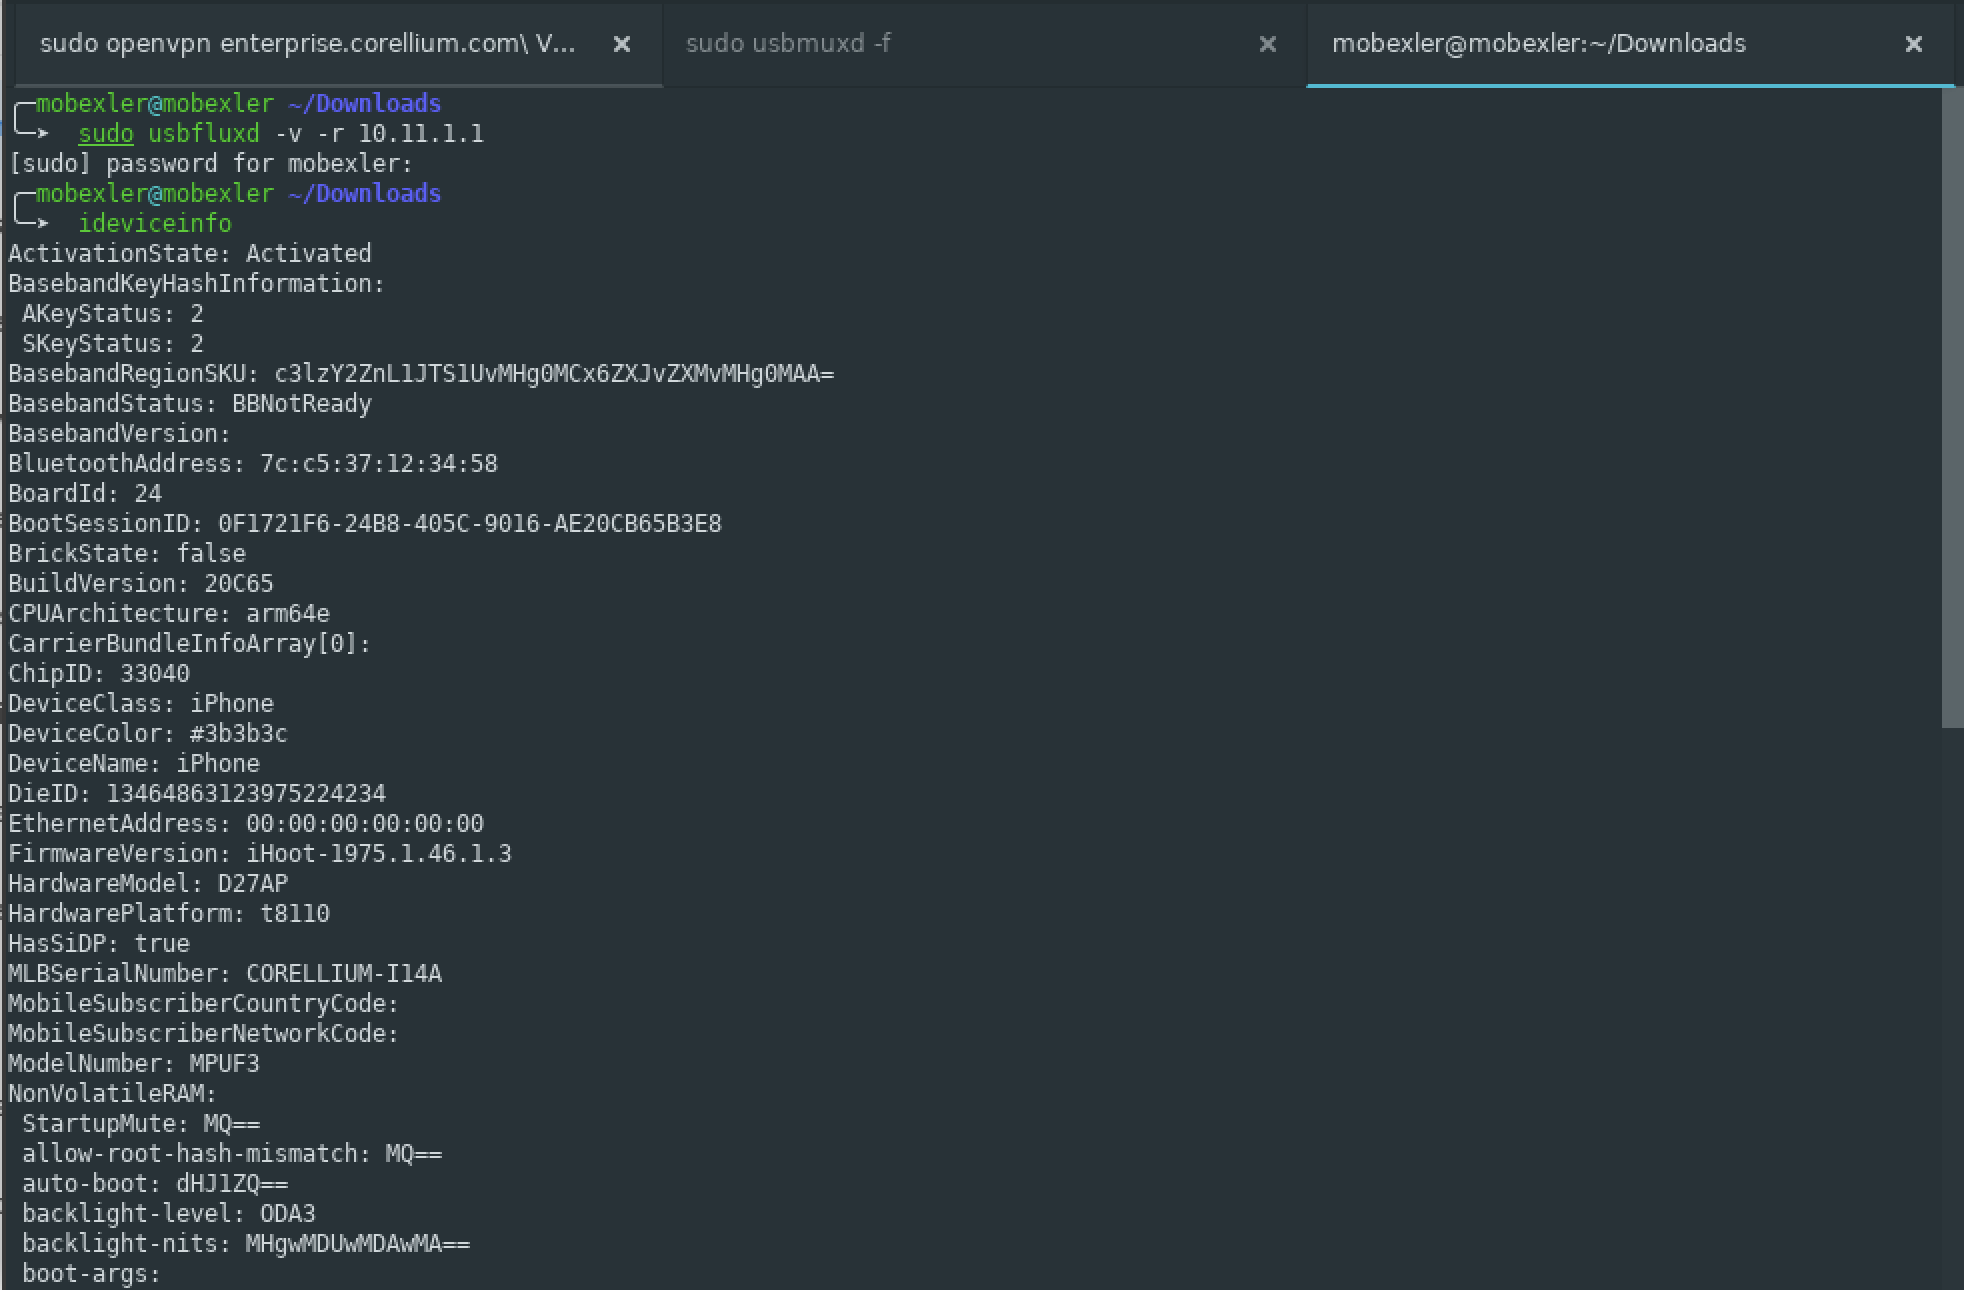 sudo openvpn enterprise.corellium.com\ V... × sudo usbmuxd -f × mobexler@mobexler:~/Downloads ×
╭─mobexler@mobexler ~/Downloads
╰─➤  sudo usbfluxd -v -r 10.11.1.1
[sudo] password for mobexler:
╭─mobexler@mobexler ~/Downloads
╰─➤  ideviceinfo
ActivationState: Activated
BasebandKeyHashInformation:
 AKeyStatus: 2
 SKeyStatus: 2
BasebandRegionSKU: c3lzY2ZnL1JTS1UvMHg0MCx6ZXJvZXMvMHg0MAA=
BasebandStatus: BBNotReady
BasebandVersion:
BluetoothAddress: 7c:c5:37:12:34:58
BoardId: 24
BootSessionID: 0F1721F6-24B8-405C-9016-AE20CB65B3E8
BrickState: false
BuildVersion: 20C65
CPUArchitecture: arm64e
CarrierBundleInfoArray[0]:
ChipID: 33040
DeviceClass: iPhone
DeviceColor: #3b3b3c
DeviceName: iPhone
DieID: 13464863123975224234
EthernetAddress: 00:00:00:00:00:00
FirmwareVersion: iHoot-1975.1.46.1.3
HardwareModel: D27AP
HardwarePlatform: t8110
HasSiDP: true
MLBSerialNumber: CORELLIUM-I14A
MobileSubscriberCountryCode:
MobileSubscriberNetworkCode:
ModelNumber: MPUF3
NonVolatileRAM:
 StartupMute: MQ==
 allow-root-hash-mismatch: MQ==
 auto-boot: dHJ1ZQ==
 backlight-level: ODA3
 backlight-nits: MHgwMDUwMDAwMA==
 boot-args: